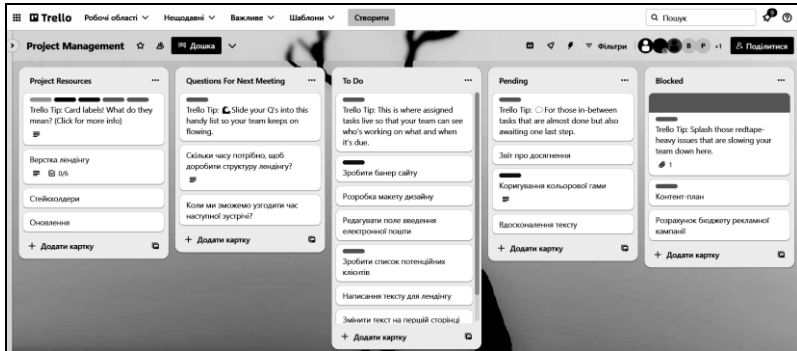 Trello Робочі області Нещодавні Важливе Шаблони Створити Пошук
Project Management Дошка Фільтри B P +1 Поділитися
Project Resources
Trello Tip: Card labels! What do they
mean? (Click for more info)
Верстка лендінгу
0/6
Стейкхолдери
Оновлення
+ Додати картку
Questions For Next Meeting
Trello Tip: Slide your Q's into this
handy list so your team keeps on
flowing.
Скільки часу потрібно, щоб
доробити структуру лендінгу?
Коли ми зможемо узгодити час
наступної зустрічі?
+ Додати картку
To Do
Trello Tip: This is where assigned
tasks live so that your team can see
who's working on what and when
it's due.
Зробити банер сайту
Розробка макету дизайну
Редагувати поле введення
електронної пошти
Зробити список потенційних
клієнтів
Написання тексту для лендінгу
Змінити текст на першій сторінці
+ Додати картку
Pending
Trello Tip: For those in-between
tasks that are almost done but also
awaiting one last step.
Звіт про досягнення
Коригування кольорової гами
Вдосконалення тексту
+ Додати картку
Blocked
Trello Tip: Splash those redtape-
heavy issues that are slowing your
team down here.
1
Контент-план
Розрахунок бюджету рекламної
кампанії
+ Додати картку